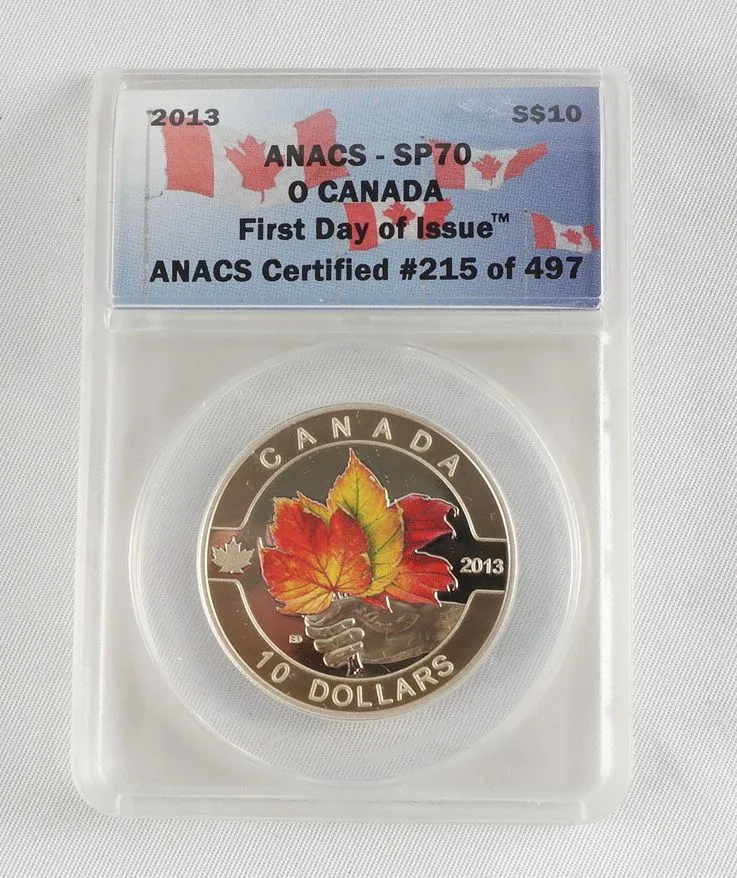 2013 S$10
ANACS - SP70
O CANADA
First Day of Issue™
ANACS Certified #215 of 497
CANADA
2013
10 DOLLARS